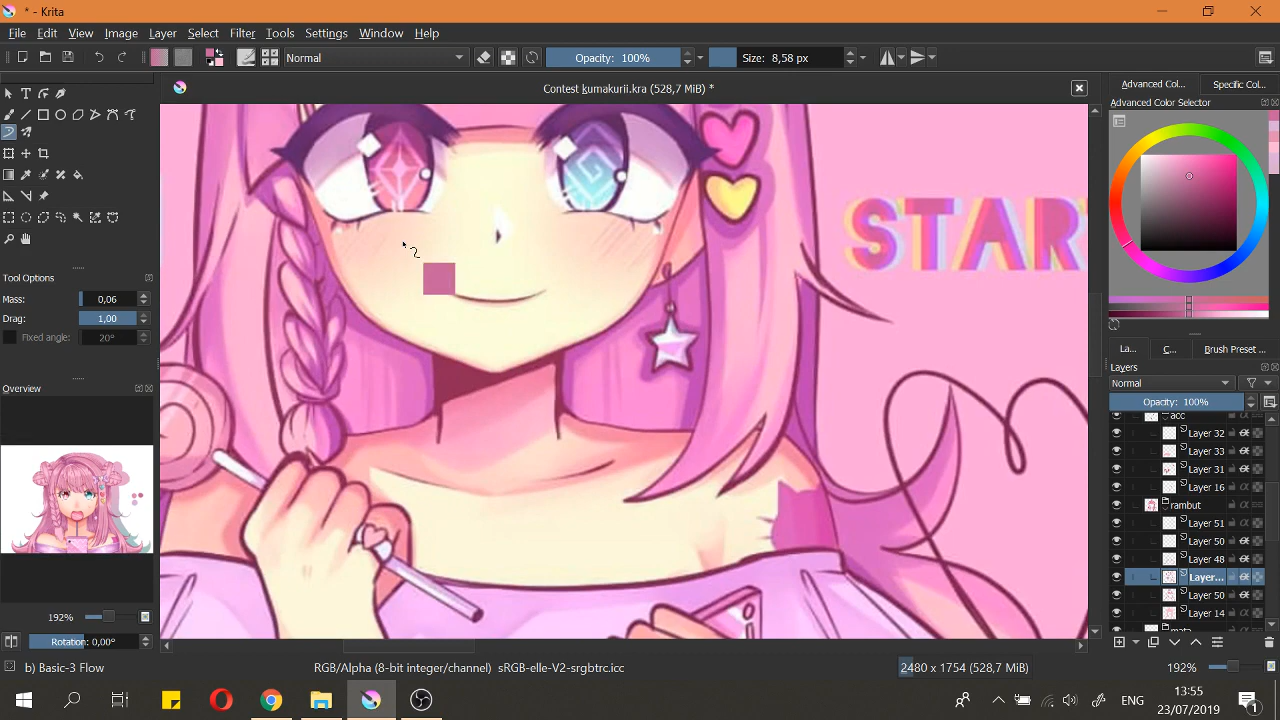 * - Krita
File Edit View Image Layer Select Filter Tools Settings Window Help
Normal Opacity: 100% Size: 8,58 px
Contest kumakurii.kra (528,7 MiB) *
Advanced Col... Specific Col...
Advanced Color Selector
START
Tool Options
Mass: 0,06
Drag: 1,00
Fixed angle: 20°
Overview
La... C... Brush Preset ...
Layers
Normal
Opacity: 100%
acc
Layer 32
Layer 33
Layer 31
Layer 16
rambut
Layer 51
Layer 50
Layer 48
Layer...
Layer 50
Layer 14
mata
192%
Rotation: 0,00°
b) Basic-3 Flow RGB/Alpha (8-bit integer/channel) sRGB-elle-V2-srgbtrc.icc 2480 x 1754 (528,7 MiB) 192%
ENG 13:55
23/07/2019 1